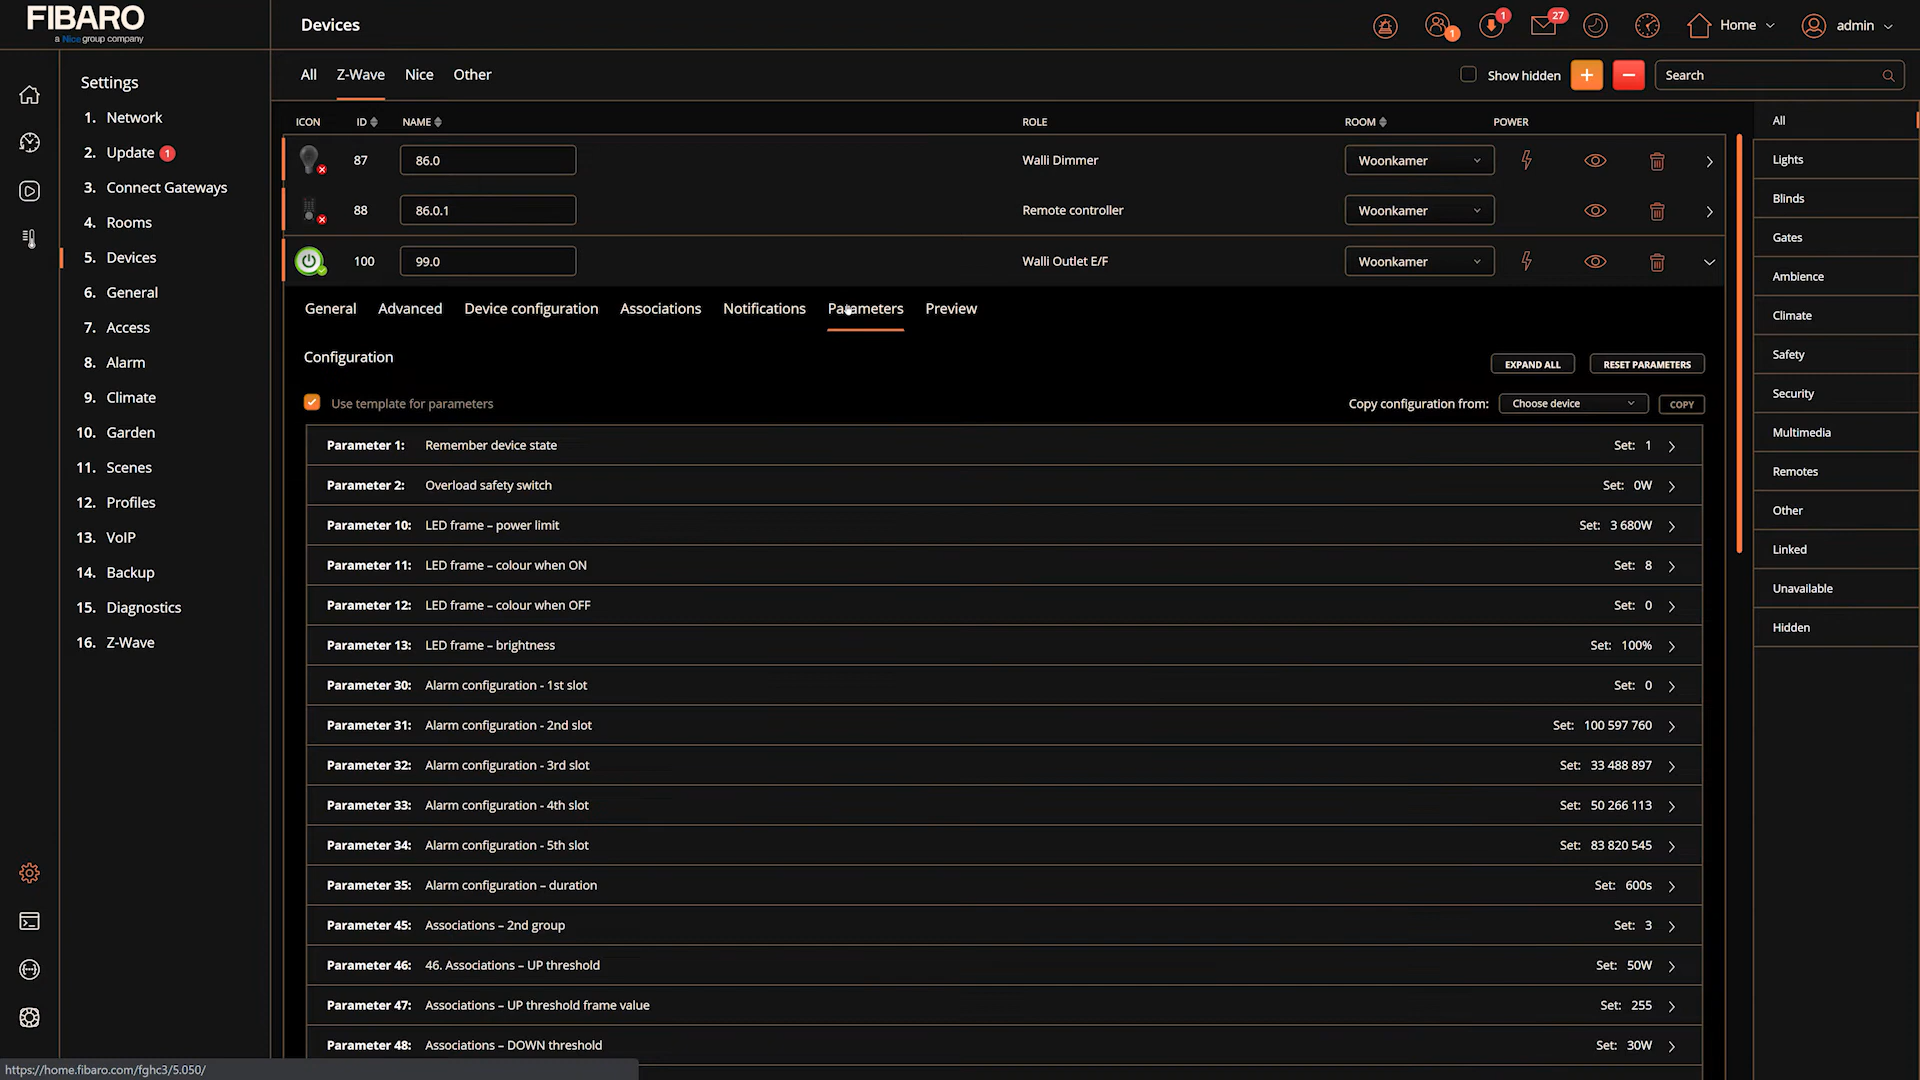 FIBARO
a Nice group company
Devices
1
1
27
Home
admin
Settings
1. Network
2. Update 1
3. Connect Gateways
4. Rooms
5. Devices
6. General
7. Access
8. Alarm
9. Climate
10. Garden
11. Scenes
12. Profiles
13. VoIP
14. Backup
15. Diagnostics
16. Z-Wave
All Z-Wave Nice Other
Show hidden
Search
ICON ID NAME ROLE ROOM POWER
87 86.0 Walli Dimmer Woonkamer
88 86.0.1 Remote controller Woonkamer
100 99.0 Walli Outlet E/F Woonkamer
General Advanced Device configuration Associations Notifications Parameters Preview
Configuration
EXPAND ALL RESET PARAMETERS
Use template for parameters
Copy configuration from: Choose device COPY
Parameter 1: Remember device state Set: 1
Parameter 2: Overload safety switch Set: 0W
Parameter 10: LED frame – power limit Set: 3 680W
Parameter 11: LED frame – colour when ON Set: 8
Parameter 12: LED frame – colour when OFF Set: 0
Parameter 13: LED frame – brightness Set: 100%
Parameter 30: Alarm configuration - 1st slot Set: 0
Parameter 31: Alarm configuration - 2nd slot Set: 100 597 760
Parameter 32: Alarm configuration - 3rd slot Set: 33 488 897
Parameter 33: Alarm configuration - 4th slot Set: 50 266 113
Parameter 34: Alarm configuration - 5th slot Set: 83 820 545
Parameter 35: Alarm configuration – duration Set: 600s
Parameter 45: Associations – 2nd group Set: 3
Parameter 46: 46. Associations – UP threshold Set: 50W
Parameter 47: Associations – UP threshold frame value Set: 255
Parameter 48: Associations – DOWN threshold Set: 30W
All
Lights
Blinds
Gates
Ambience
Climate
Safety
Security
Multimedia
Remotes
Other
Linked
Unavailable
Hidden
https://home.fibaro.com/fghc3/5.050/